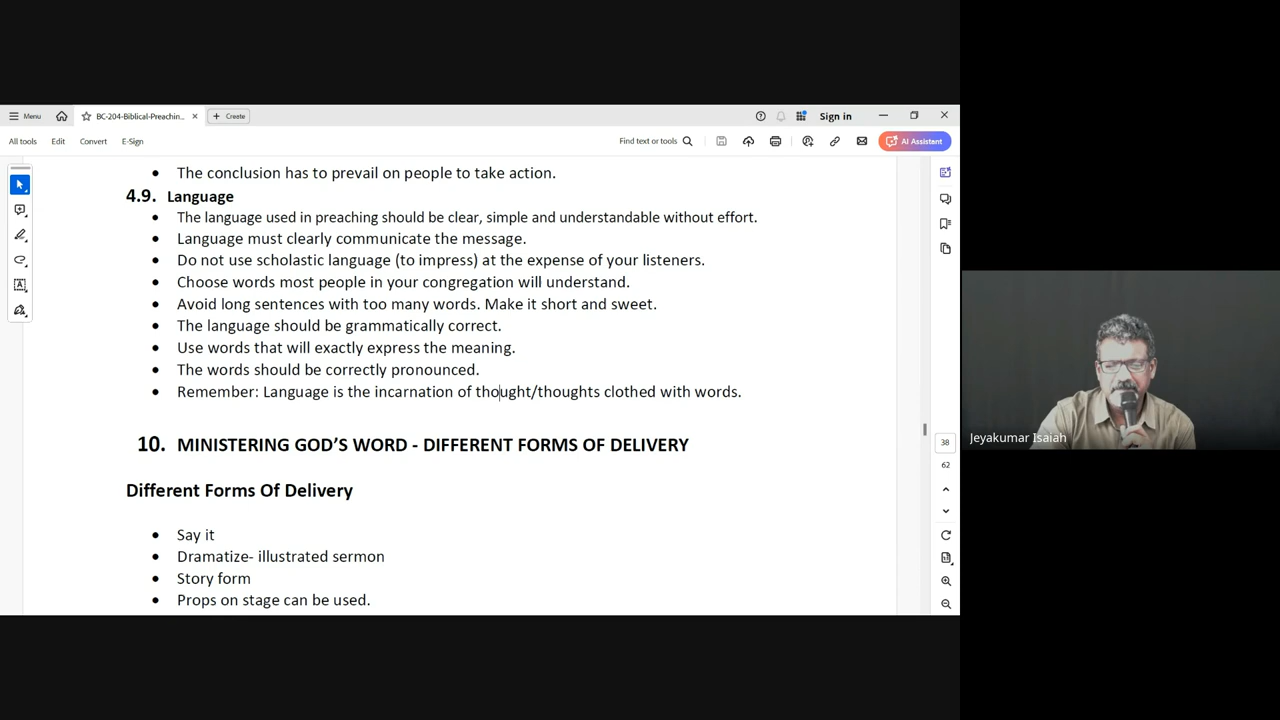 Menu
BC-204-Biblical-Preachin...
Create
Sign in
All tools
Edit
Convert
E-Sign
Find text or tools
AI Assistant
• The conclusion has to prevail on people to take action.
4.9. Language
• The language used in preaching should be clear, simple and understandable without effort.
• Language must clearly communicate the message.
• Do not use scholastic language (to impress) at the expense of your listeners.
• Choose words most people in your congregation will understand.
• Avoid long sentences with too many words. Make it short and sweet.
• The language should be grammatically correct.
• Use words that will exactly express the meaning.
• The words should be correctly pronounced.
• Remember: Language is the incarnation of thought/thoughts clothed with words.
10. MINISTERING GOD’S WORD - DIFFERENT FORMS OF DELIVERY
Different Forms Of Delivery
• Say it
• Dramatize- illustrated sermon
• Story form
• Props on stage can be used.
38
62
Jeyakumar Isaiah